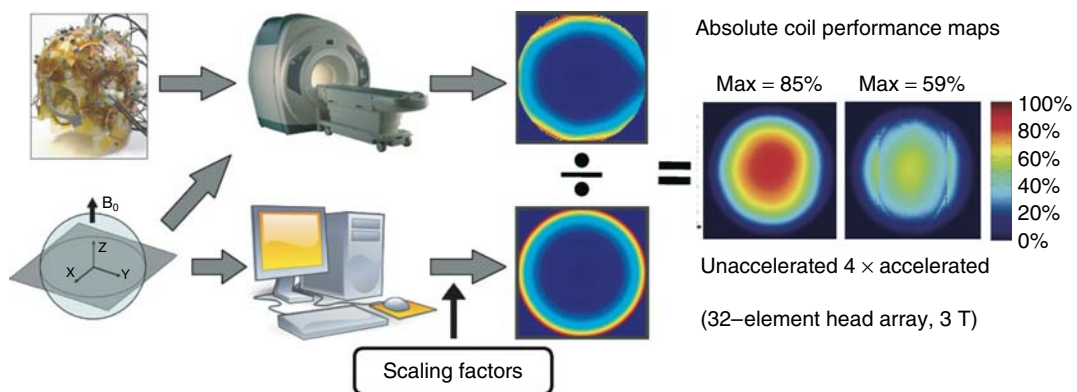 Absolute coil performance maps
Max = 85% Max = 59%
100%
80%
60%
40%
20%
0%
B0
Z
X Y
Unaccelerated 4 × accelerated
(32–element head array, 3 T)
Scaling factors
÷
=